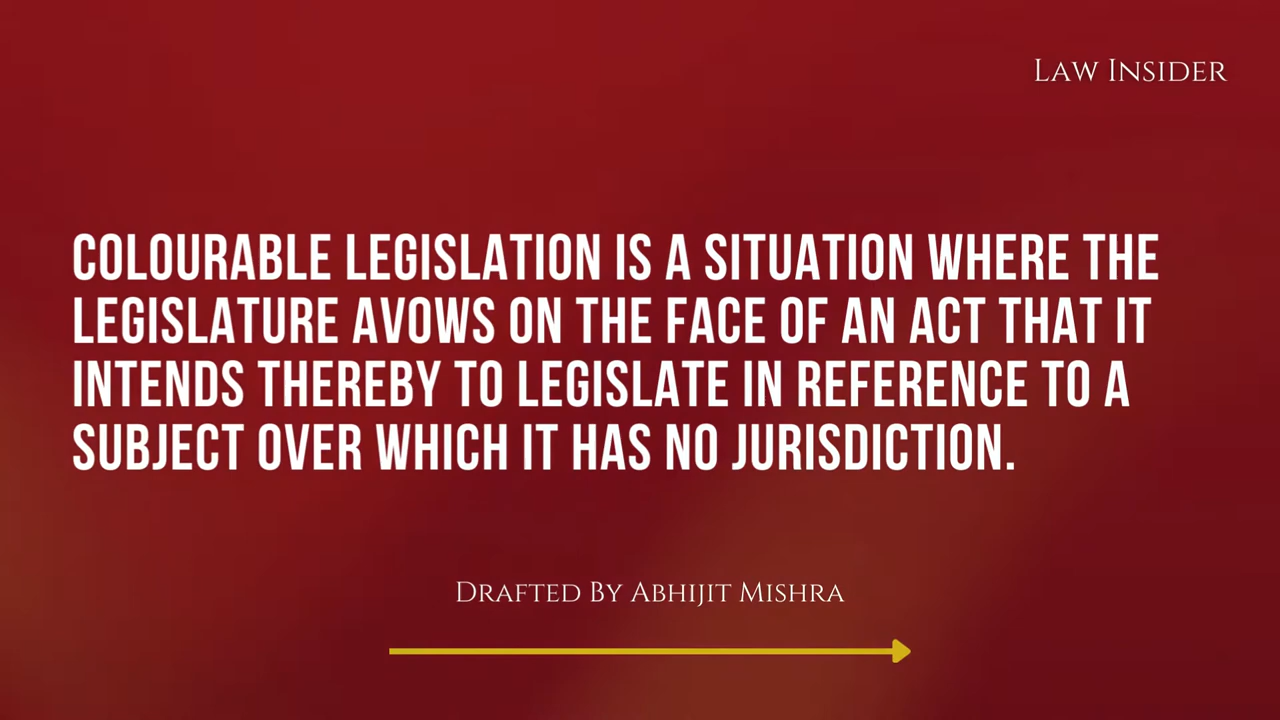 Law Insider
COLOURABLE LEGISLATION IS A SITUATION WHERE THE
LEGISLATURE AVOWS ON THE FACE OF AN ACT THAT IT
INTENDS THEREBY TO LEGISLATE IN REFERENCE TO A
SUBJECT OVER WHICH IT HAS NO JURISDICTION.
Drafted By Abhijit Mishra